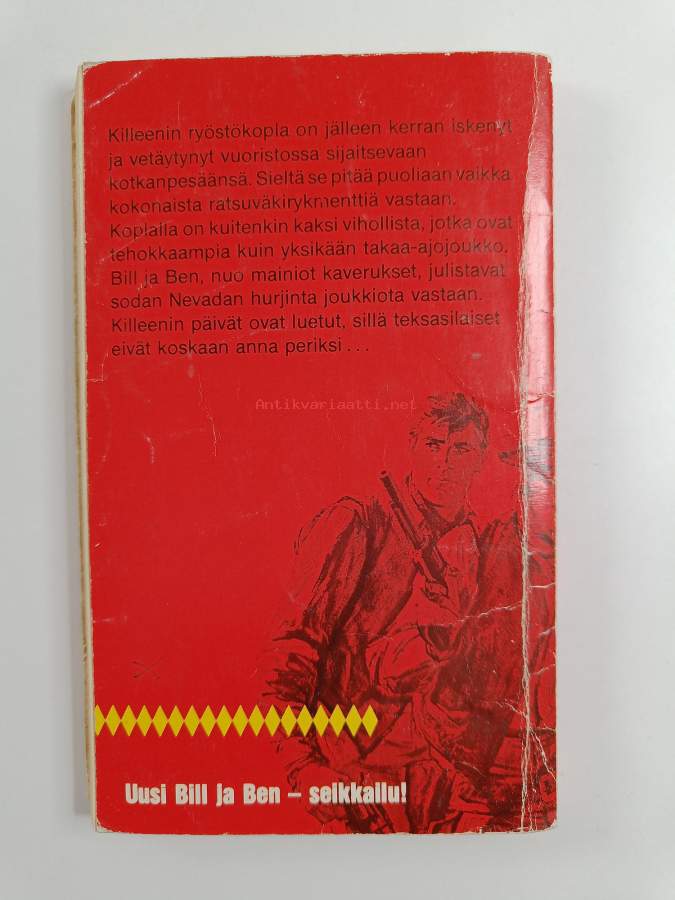 Killeenin ryöstökopla on jälleen kerran iskenyt
ja vetäytynyt vuoristossa sijaitsevaan
kotkanpesäänsä. Sieltä se pitää puoliaan vaikka
kokonaista ratsuväkirykmenttiä vastaan.
Koplalla on kuitenkin kaksi vihollista, jotka ovat
tehokkaampia kuin yksikään takaa-ajojoukko.
Bill ja Ben, nuo mainiot kaverukset, julistavat
sodan Nevadan hurjinta joukkiota vastaan.
Killeenin päivät ovat luetut, sillä teksasilaiset
eivät koskaan anna periksi...
Antikvariaatti.net
Uusi Bill ja Ben – seikkailu!